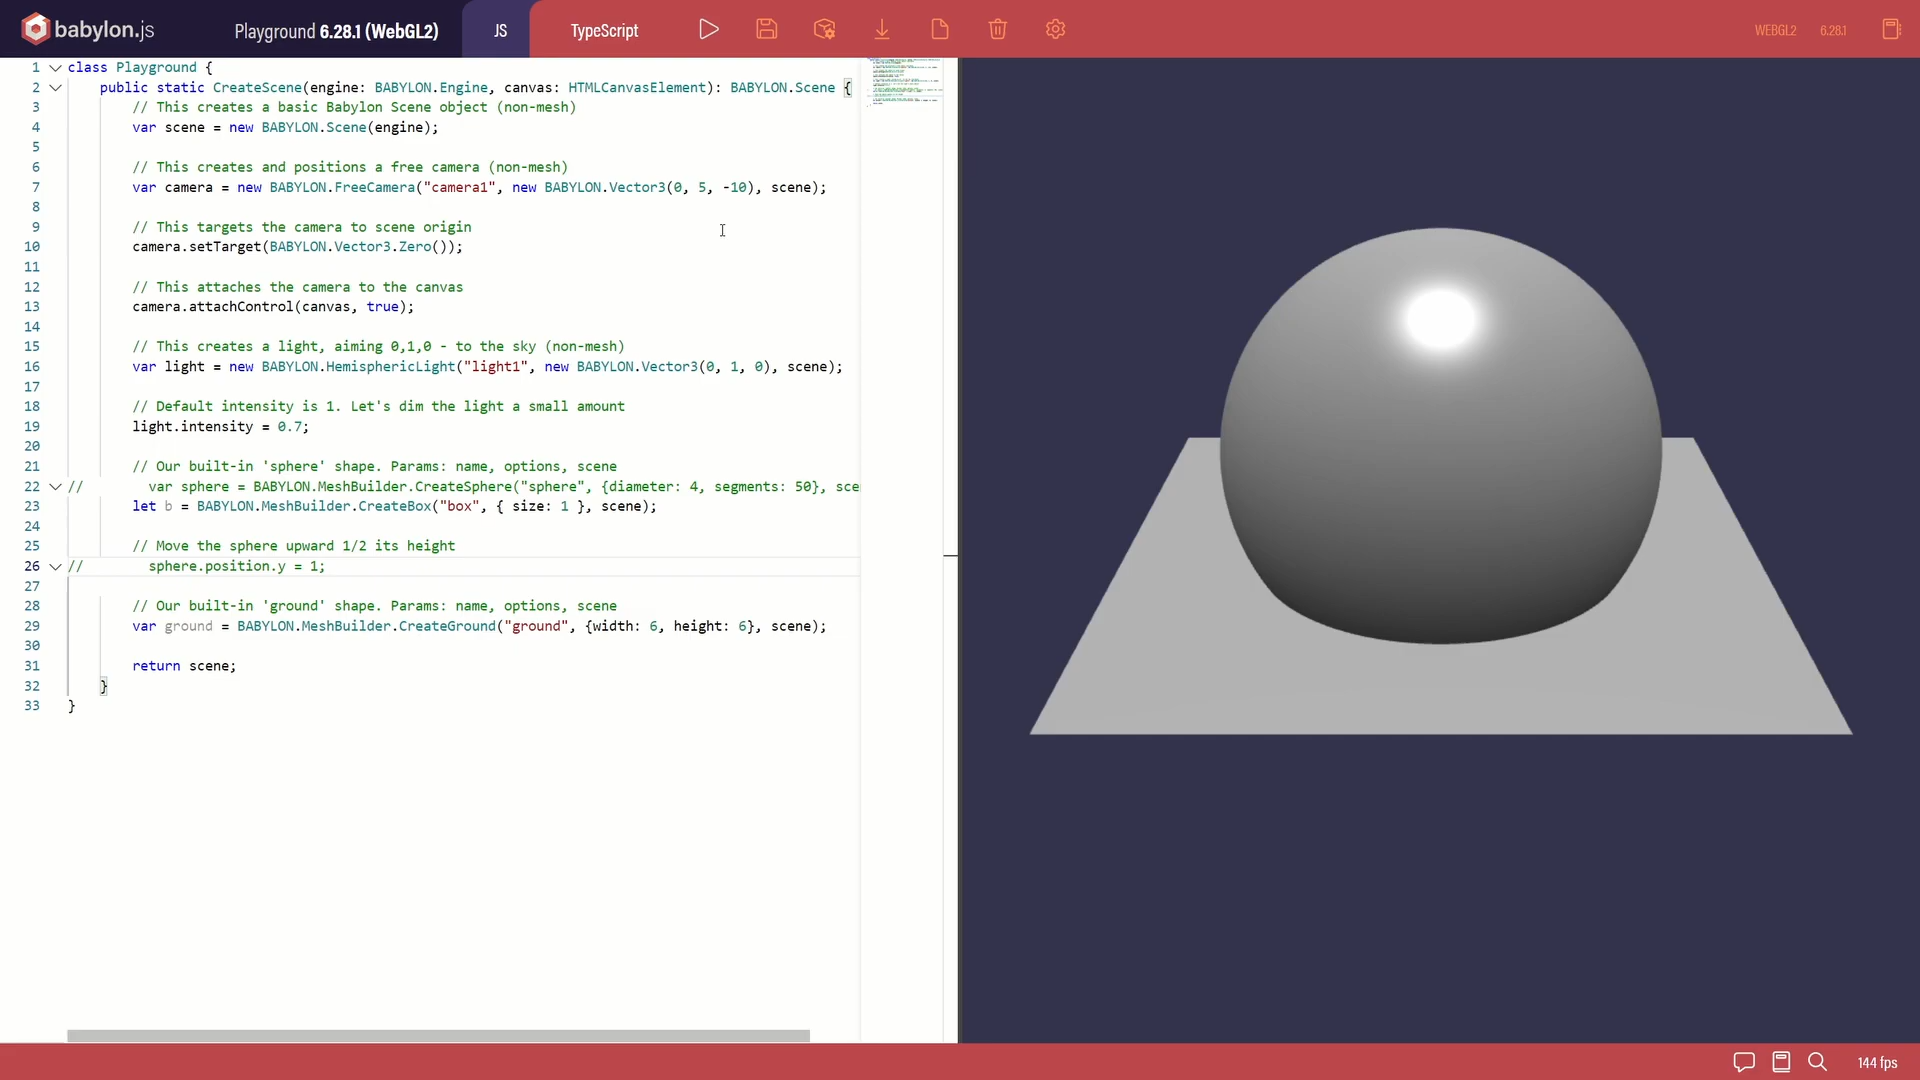 babylon.js Playground 6.28.1 (WebGL2) JS TypeScript WEBGL2 6.28.1
1 class Playground {
2 public static CreateScene(engine: BABYLON.Engine, canvas: HTMLCanvasElement): BABYLON.Scene {
3 // This creates a basic Babylon Scene object (non-mesh)
4 var scene = new BABYLON.Scene(engine);
5
6 // This creates and positions a free camera (non-mesh)
7 var camera = new BABYLON.FreeCamera("camera1", new BABYLON.Vector3(0, 5, -10), scene);
8
9 // This targets the camera to scene origin
10 camera.setTarget(BABYLON.Vector3.Zero());
11
12 // This attaches the camera to the canvas
13 camera.attachControl(canvas, true);
14
15 // This creates a light, aiming 0,1,0 - to the sky (non-mesh)
16 var light = new BABYLON.HemisphericLight("light1", new BABYLON.Vector3(0, 1, 0), scene);
17
18 // Default intensity is 1. Let's dim the light a small amount
19 light.intensity = 0.7;
20
21 // Our built-in 'sphere' shape. Params: name, options, scene
22 // var sphere = BABYLON.MeshBuilder.CreateSphere("sphere", {diameter: 4, segments: 50}, sce
23 let b = BABYLON.MeshBuilder.CreateBox("box", { size: 1 }, scene);
24
25 // Move the sphere upward 1/2 its height
26 // sphere.position.y = 1;
27
28 // Our built-in 'ground' shape. Params: name, options, scene
29 var ground = BABYLON.MeshBuilder.CreateGround("ground", {width: 6, height: 6}, scene);
30
31 return scene;
32 }
33 }
144 fps